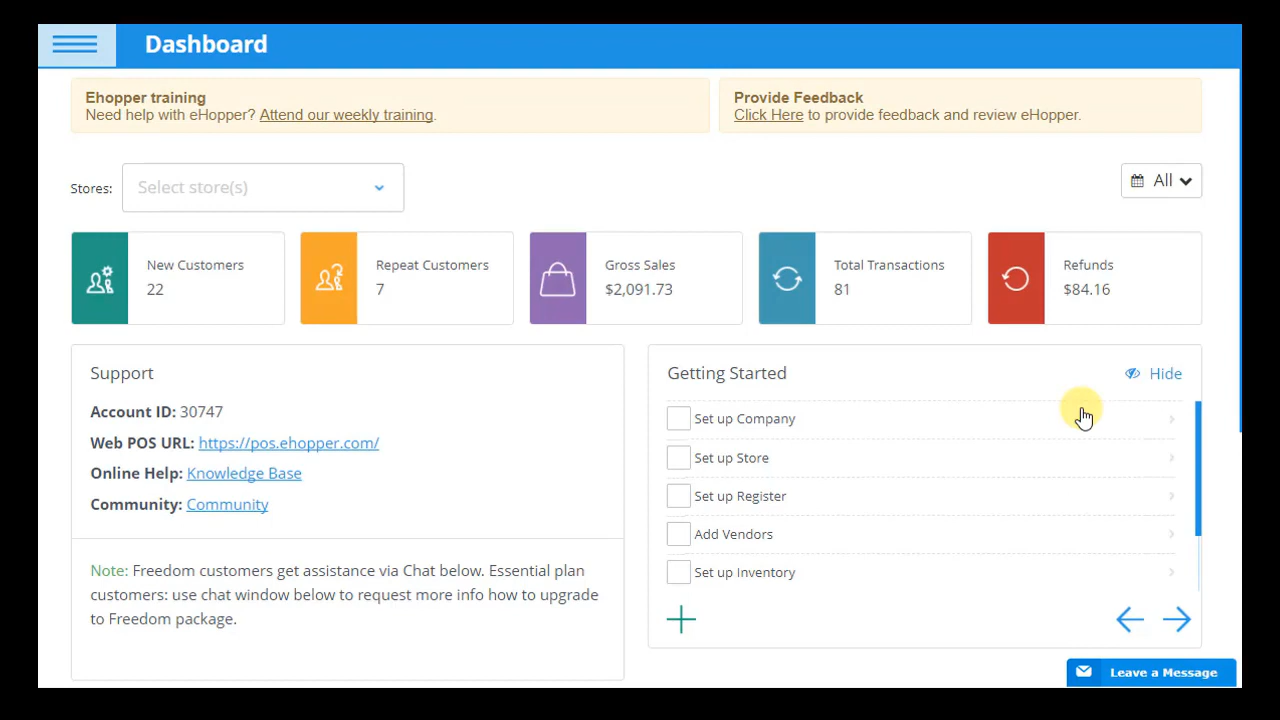 Dashboard
Ehopper training
Need help with eHopper? Attend our weekly training.
Provide Feedback
Click Here to provide feedback and review eHopper.
Stores:
Select store(s)
All
New Customers
22
Repeat Customers
7
Gross Sales
$2,091.73
Total Transactions
81
Refunds
$84.16
Support
Account ID: 30747
Web POS URL: https://pos.ehopper.com/
Online Help: Knowledge Base
Community: Community
Note: Freedom customers get assistance via Chat below. Essential plan
customers: use chat window below to request more info how to upgrade
to Freedom package.
Getting Started
Hide
Set up Company
Set up Store
Set up Register
Add Vendors
Set up Inventory
Leave a Message